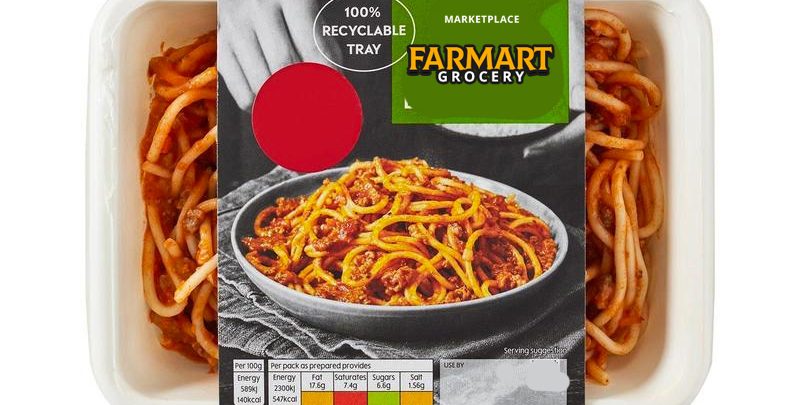 100%
RECYCLABLE
TRAY
MARKETPLACE
FARMART
GROCERY
Serving suggestion
Per 100g
Energy
589kJ
140kcal
Per pack as prepared provides
Energy
2300kJ
547kcal
Fat
17.6g
Saturates
7.4g
Sugars
6.6g
Salt
1.56g
USE BY